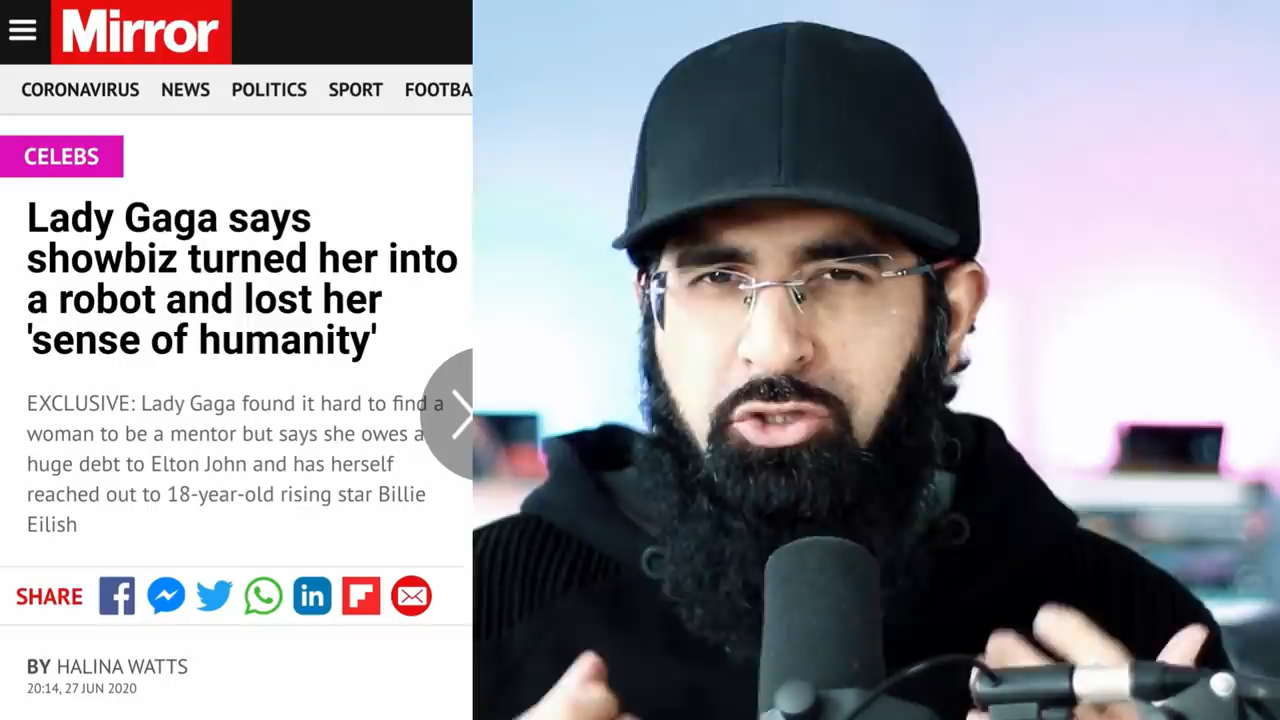 Mirror
CORONAVIRUS NEWS POLITICS SPORT FOOTBA
CELEBS
Lady Gaga says
showbiz turned her into
a robot and lost her
'sense of humanity'
EXCLUSIVE: Lady Gaga found it hard to find a
woman to be a mentor but says she owes a
huge debt to Elton John and has herself
reached out to 18-year-old rising star Billie
Eilish
SHARE
in
BY HALINA WATTS
20:14, 27 JUN 2020